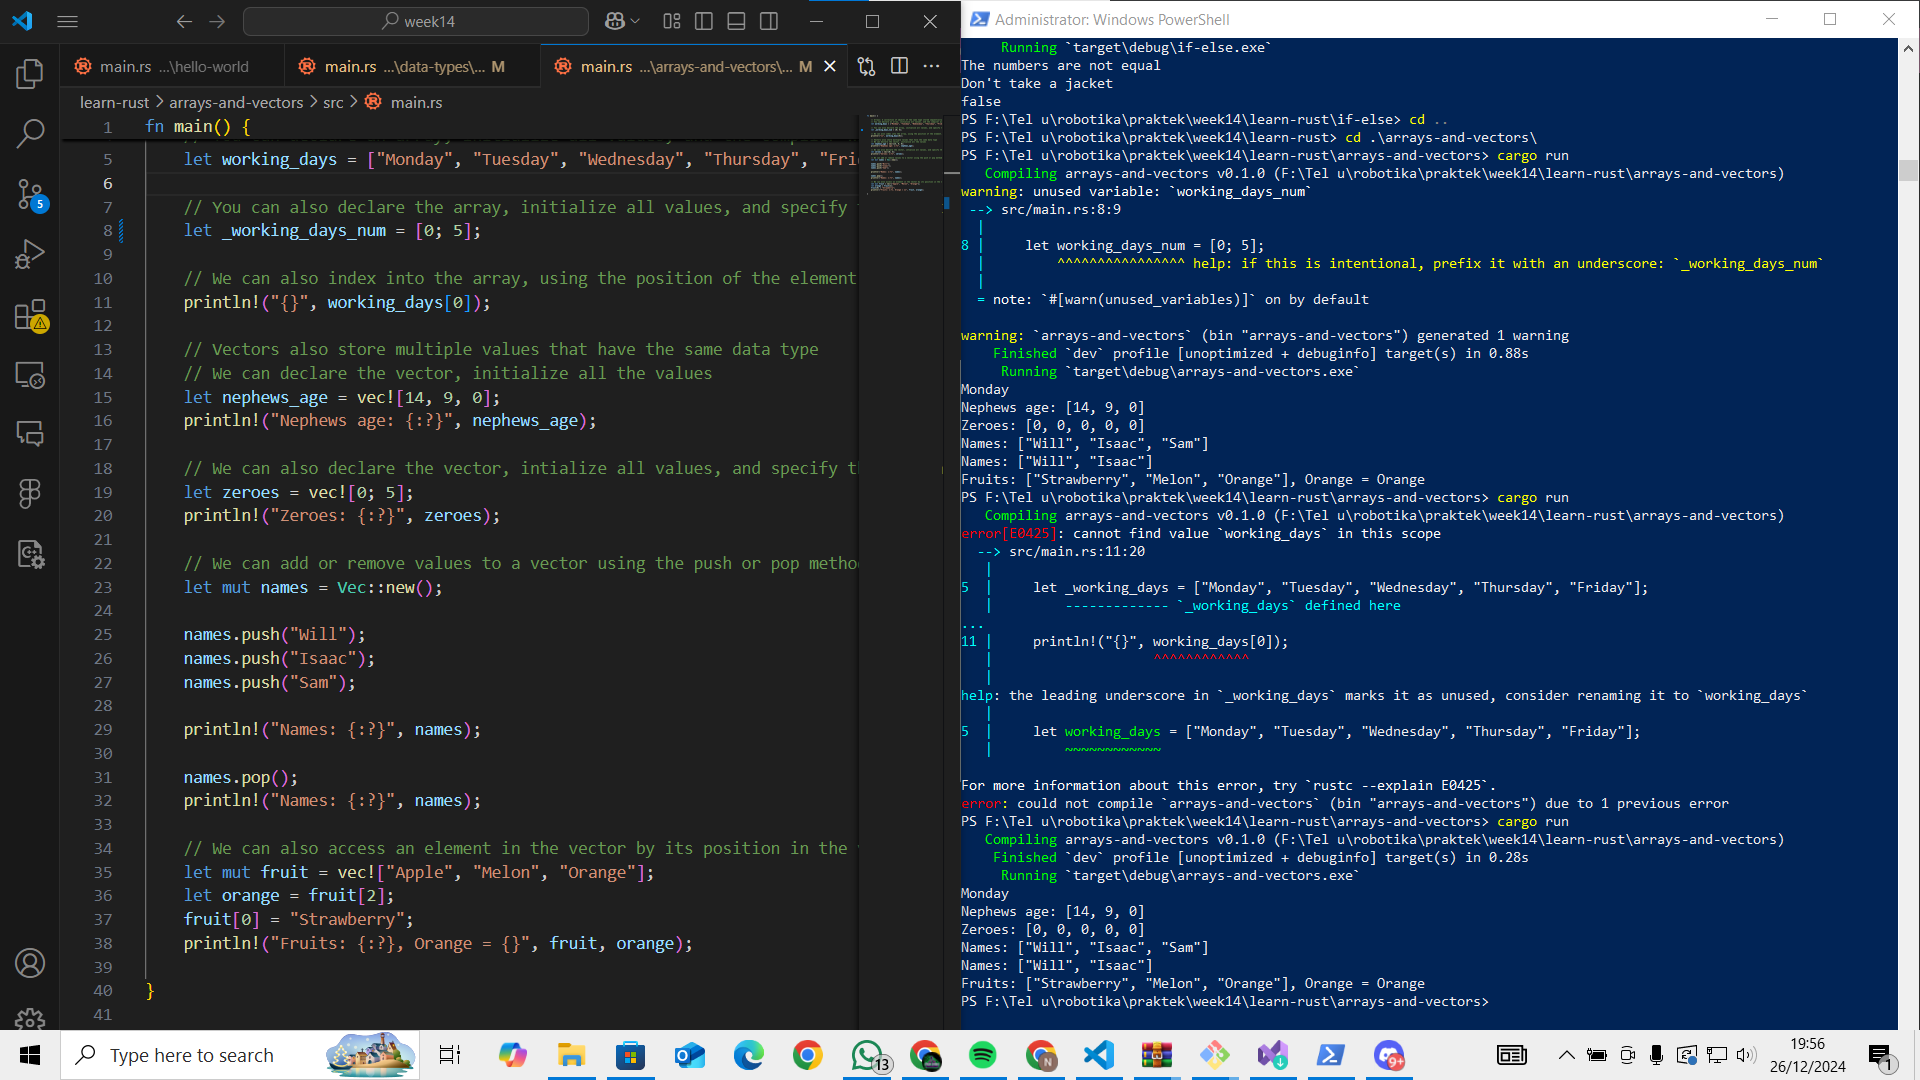 week14
main.rs ...\hello-world
main.rs ...\data-types\... M
main.rs ...\arrays-and-vectors\... M
learn-rust > arrays-and-vectors > src > main.rs
1 fn main() {
5 let working_days = ["Monday", "Tuesday", "Wednesday", "Thursday", "Fri
6
7 // You can also declare the array, initialize all values, and specify
8 let _working_days_num = [0; 5];
9
10 // We can also index into the array, using the position of the element
11 println!("{}", working_days[0]);
12
13 // Vectors also store multiple values that have the same data type
14 // We can declare the vector, initialize all the values
15 let nephews_age = vec![14, 9, 0];
16 println!("Nephews age: {:?}", nephews_age);
17
18 // We can also declare the vector, intialize all values, and specify th
19 let zeroes = vec![0; 5];
20 println!("Zeroes: {:?}", zeroes);
21
22 // We can add or remove values to a vector using the push or pop metho
23 let mut names = Vec::new();
24
25 names.push("Will");
26 names.push("Isaac");
27 names.push("Sam");
28
29 println!("Names: {:?}", names);
30
31 names.pop();
32 println!("Names: {:?}", names);
33
34 // We can also access an element in the vector by its position in the
35 let mut fruit = vec!["Apple", "Melon", "Orange"];
36 let orange = fruit[2];
37 fruit[0] = "Strawberry";
38 println!("Fruits: {:?}, Orange = {}", fruit, orange);
39
40 }
41
5
Administrator: Windows PowerShell
Running `target\debug\if-else.exe`
The numbers are not equal
Don't take a jacket
false
PS F:\Tel u\robotika\praktek\week14\learn-rust\if-else> cd ..
PS F:\Tel u\robotika\praktek\week14\learn-rust> cd .\arrays-and-vectors\
PS F:\Tel u\robotika\praktek\week14\learn-rust\arrays-and-vectors> cargo run
Compiling arrays-and-vectors v0.1.0 (F:\Tel u\robotika\praktek\week14\learn-rust\arrays-and-vectors)
warning: unused variable: `working_days_num`
--> src/main.rs:8:9
|
8 | let working_days_num = [0; 5];
| ^^^^^^^^^^^^^^^^ help: if this is intentional, prefix it with an underscore: `_working_days_num`
|
= note: `#[warn(unused_variables)]` on by default
warning: `arrays-and-vectors` (bin "arrays-and-vectors") generated 1 warning
Finished `dev` profile [unoptimized + debuginfo] target(s) in 0.88s
Running `target\debug\arrays-and-vectors.exe`
Monday
Nephews age: [14, 9, 0]
Zeroes: [0, 0, 0, 0, 0]
Names: ["Will", "Isaac", "Sam"]
Names: ["Will", "Isaac"]
Fruits: ["Strawberry", "Melon", "Orange"], Orange = Orange
PS F:\Tel u\robotika\praktek\week14\learn-rust\arrays-and-vectors> cargo run
Compiling arrays-and-vectors v0.1.0 (F:\Tel u\robotika\praktek\week14\learn-rust\arrays-and-vectors)
error[E0425]: cannot find value `working_days` in this scope
--> src/main.rs:11:20
|
5 | let _working_days = ["Monday", "Tuesday", "Wednesday", "Thursday", "Friday"];
| ------------- `_working_days` defined here
...
11 | println!("{}", working_days[0]);
| ^^^^^^^^^^^^
|
help: the leading underscore in `_working_days` marks it as unused, consider renaming it to `working_days`
|
5 | let working_days = ["Monday", "Tuesday", "Wednesday", "Thursday", "Friday"];
| ~~~~~~~~~~~~
For more information about this error, try `rustc --explain E0425`.
error: could not compile `arrays-and-vectors` (bin "arrays-and-vectors") due to 1 previous error
PS F:\Tel u\robotika\praktek\week14\learn-rust\arrays-and-vectors> cargo run
Compiling arrays-and-vectors v0.1.0 (F:\Tel u\robotika\praktek\week14\learn-rust\arrays-and-vectors)
Finished `dev` profile [unoptimized + debuginfo] target(s) in 0.28s
Running `target\debug\arrays-and-vectors.exe`
Monday
Nephews age: [14, 9, 0]
Zeroes: [0, 0, 0, 0, 0]
Names: ["Will", "Isaac", "Sam"]
Names: ["Will", "Isaac"]
Fruits: ["Strawberry", "Melon", "Orange"], Orange = Orange
PS F:\Tel u\robotika\praktek\week14\learn-rust\arrays-and-vectors>
Type here to search
13
N
9+
19:56
26/12/2024
1